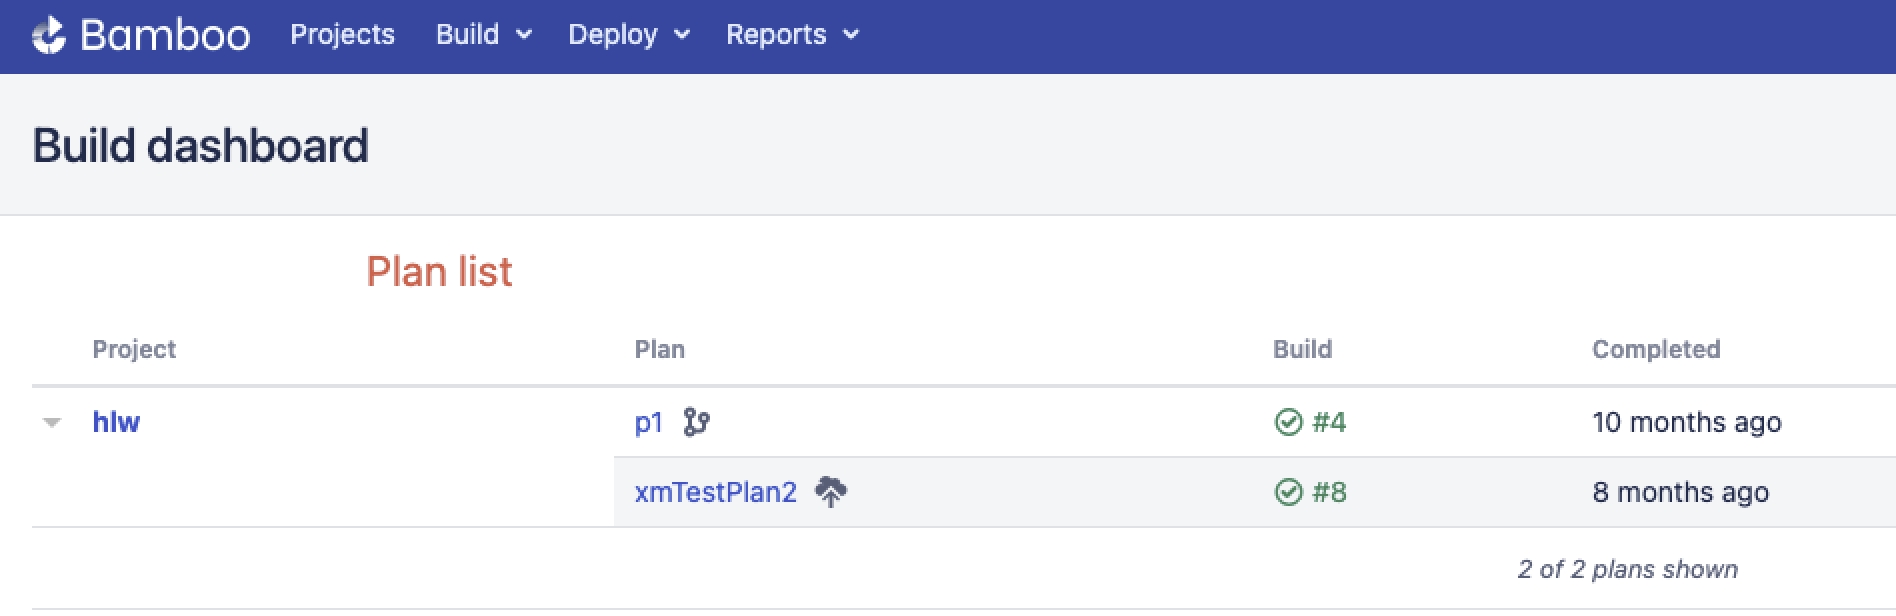 Bamboo Projects Build Deploy Reports
Build dashboard
Plan list
Project Plan Build Completed
hlw p1 #4 10 months ago
xmTestPlan2 #8 8 months ago
2 of 2 plans shown